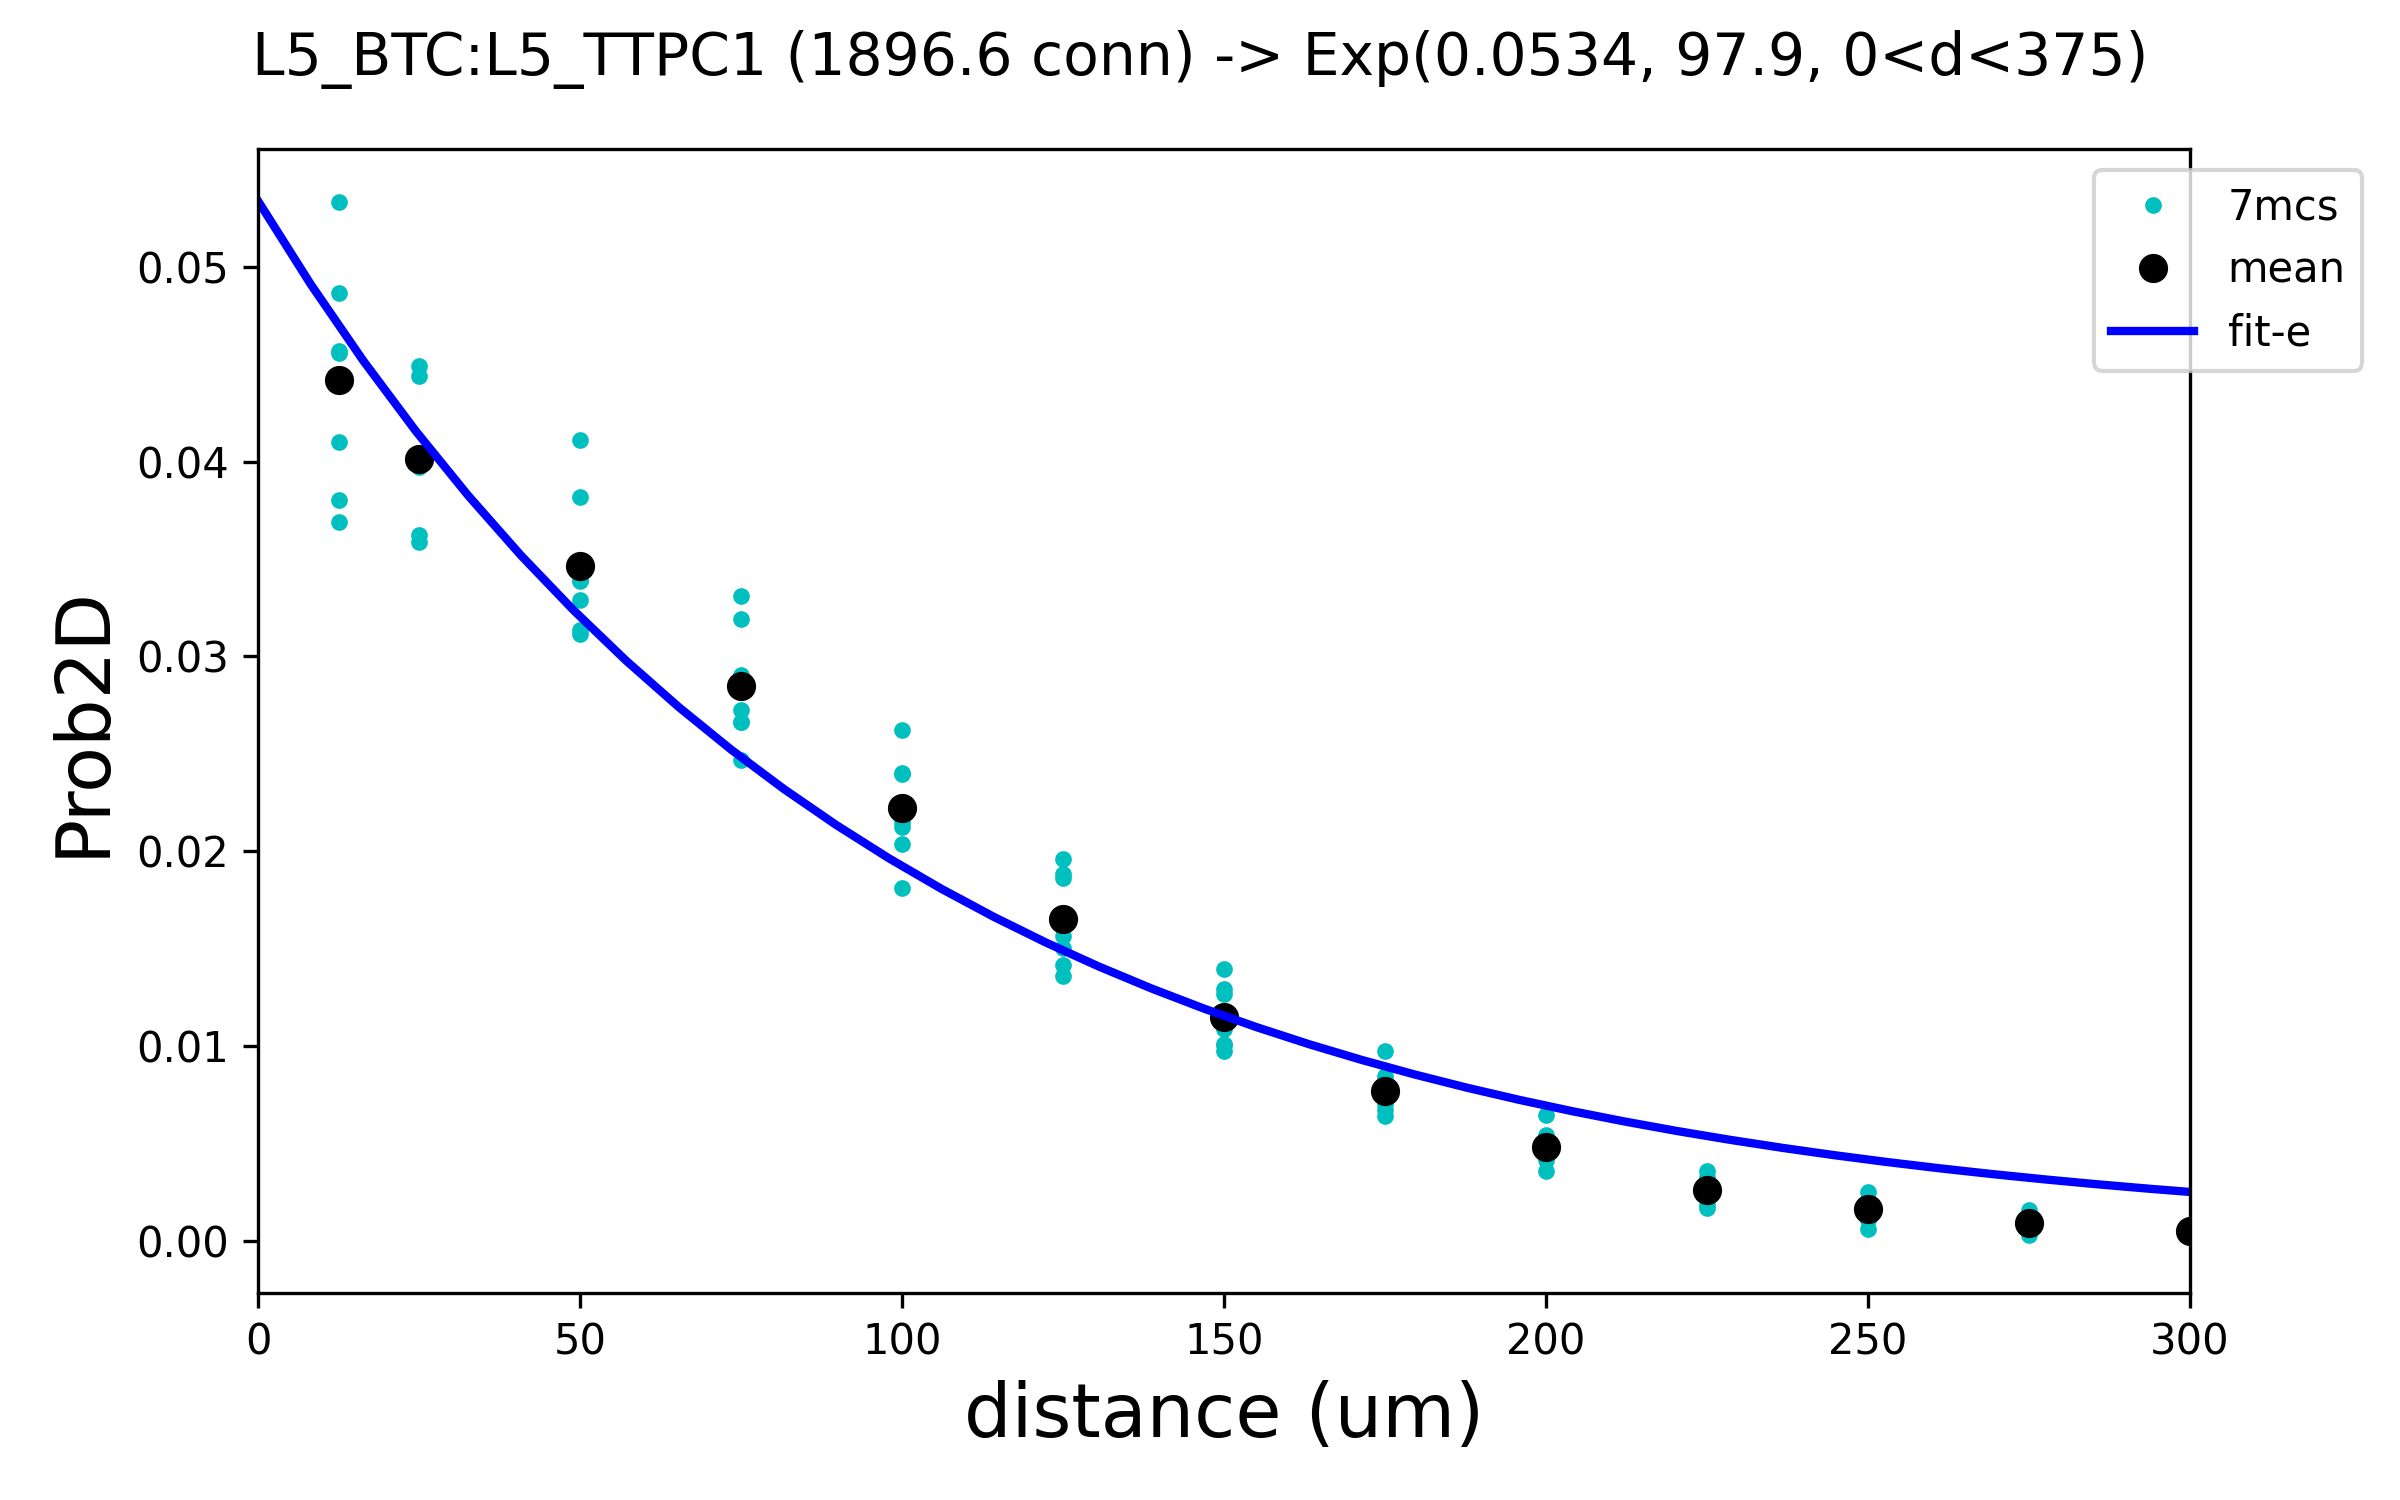 L5_BTC:L5_TTPC1 (1896.6 conn) -> Exp(0.0534, 97.9, 0<d<375)
7mcs
mean
fit-e
Prob2D
0.05
0.04
0.03
0.02
0.01
0.00
0 50 100 150 200 250 300
distance (um)